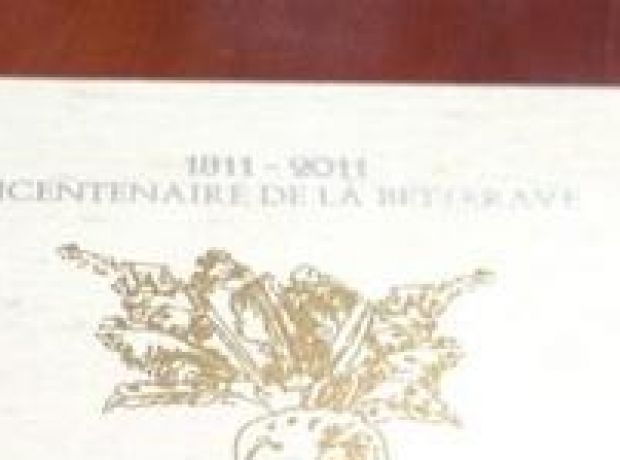 1811 - 2011
ICENTENAIRE DE LA BETTERAVE